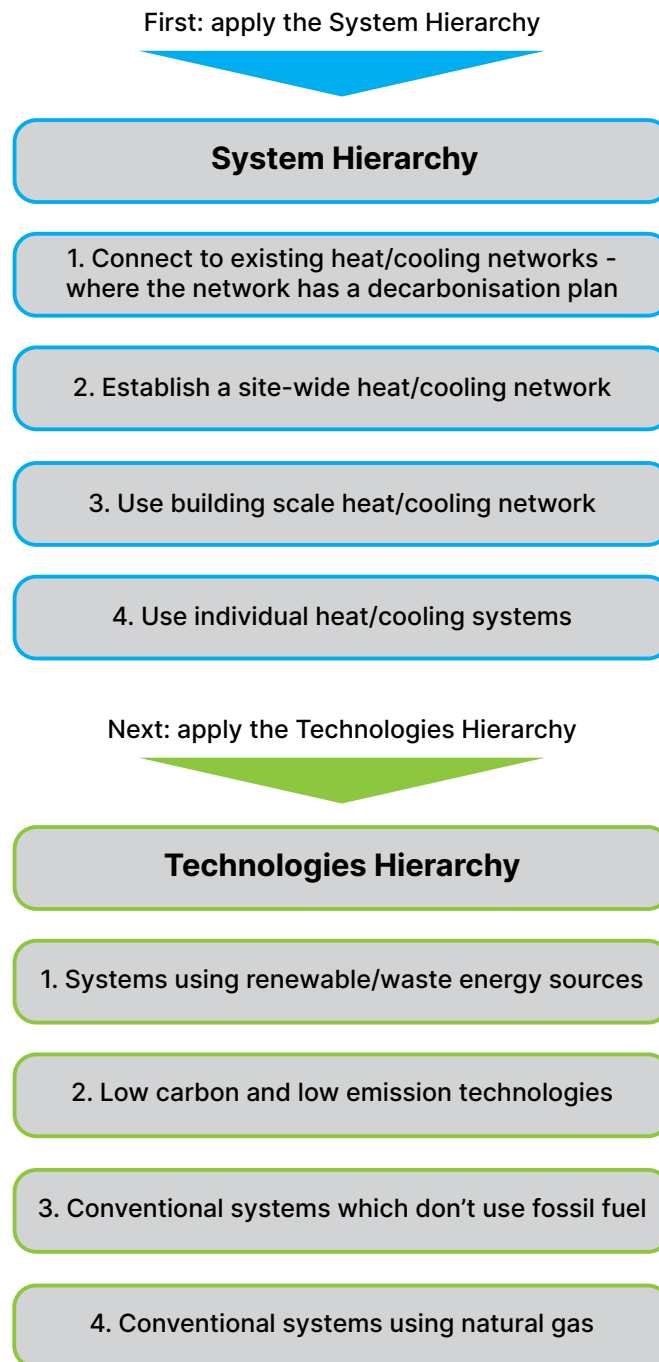 First: apply the System Hierarchy
System Hierarchy
1. Connect to existing heat/cooling networks -
where the network has a decarbonisation plan
2. Establish a site-wide heat/cooling network
3. Use building scale heat/cooling network
4. Use individual heat/cooling systems
Next: apply the Technologies Hierarchy
Technologies Hierarchy
1. Systems using renewable/waste energy sources
2. Low carbon and low emission technologies
3. Conventional systems which don’t use fossil fuel
4. Conventional systems using natural gas